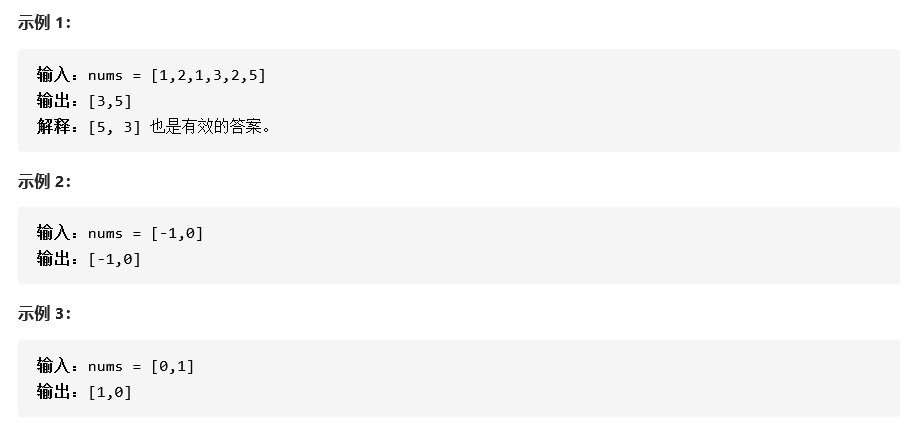 示例 1：
输入：nums = [1,2,1,3,2,5]
输出：[3,5]
解释：[5, 3] 也是有效的答案。
示例 2：
输入：nums = [-1,0]
输出：[-1,0]
示例 3：
输入：nums = [0,1]
输出：[1,0]